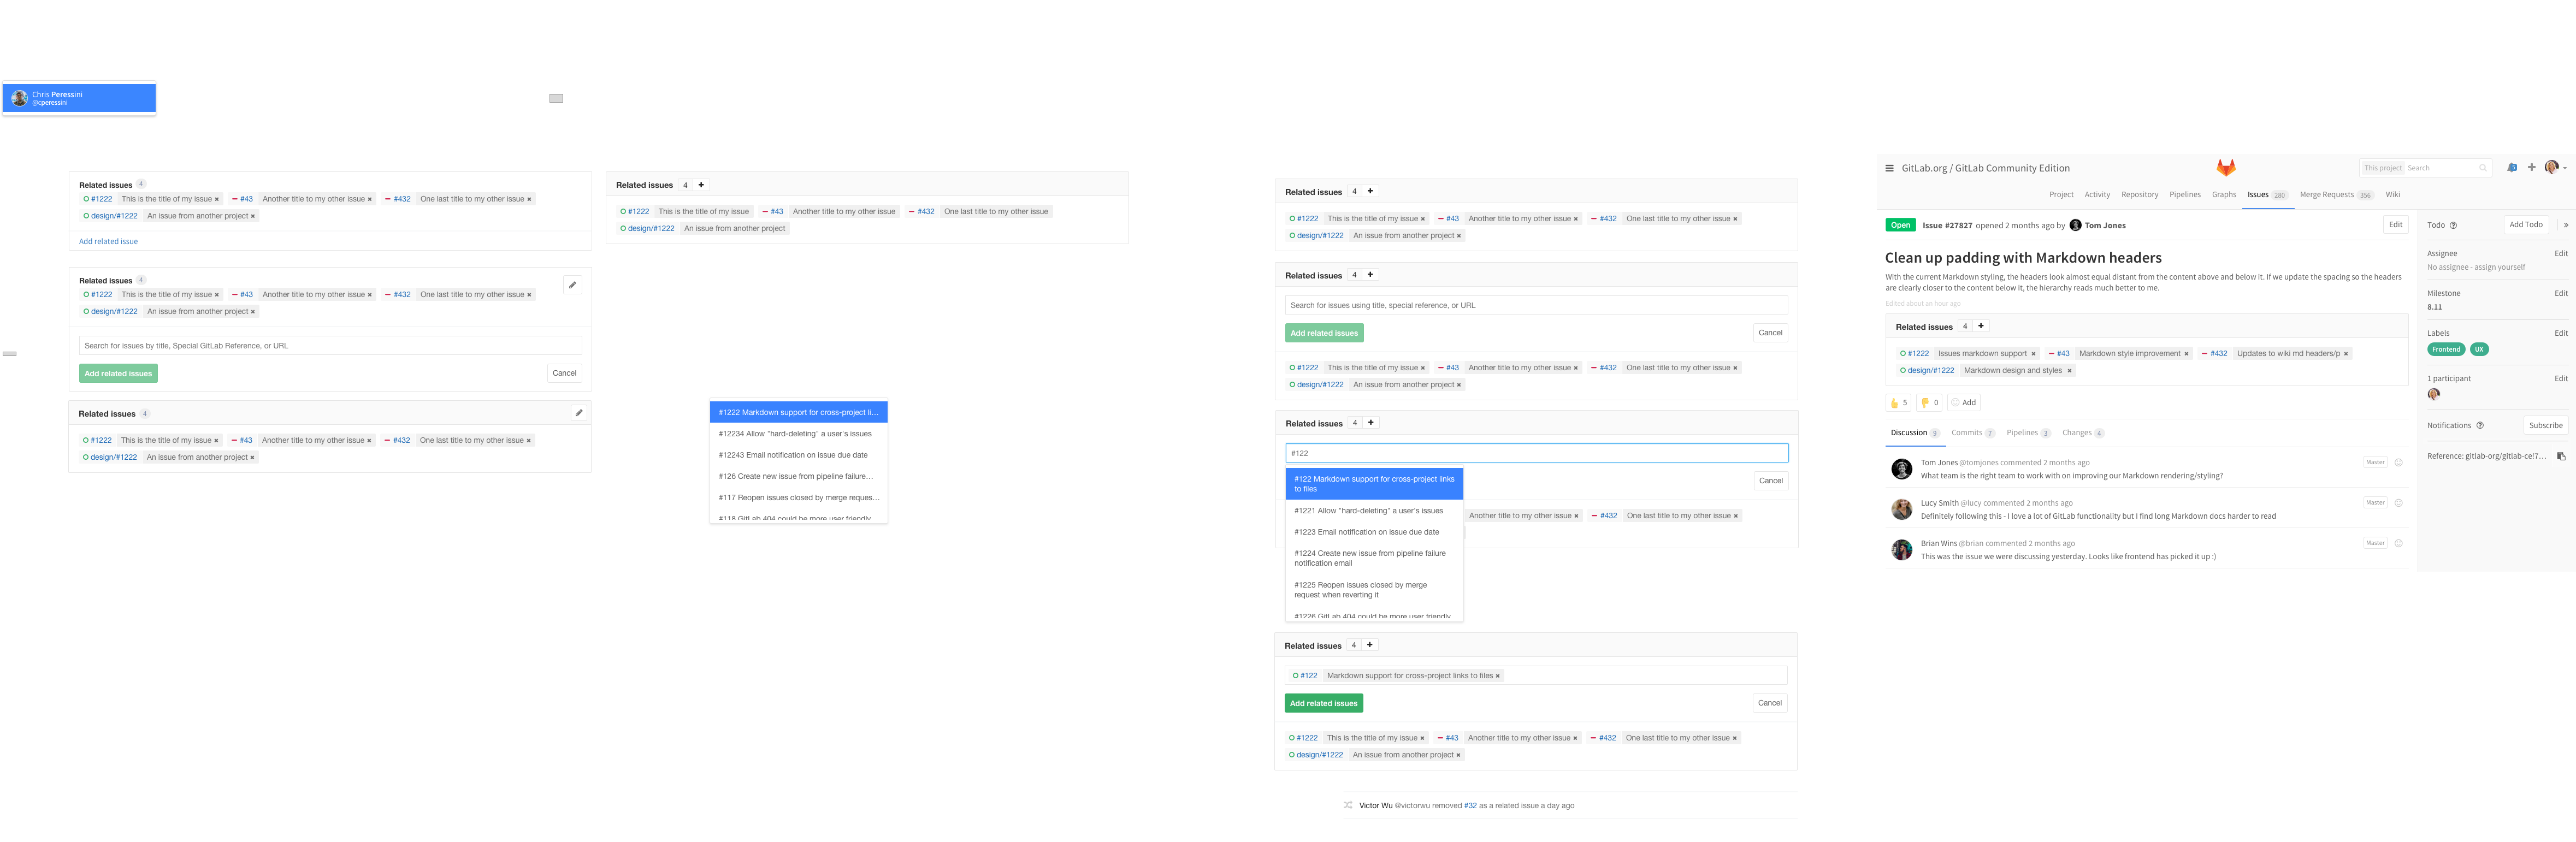 Chris Peressini
@cperessini
Related issues 4
#1222 This is the title of my issue × #43 Another title to my other issue × #432 One last title to my other issue ×
design/#1222 An issue from another project ×
Add related issue
Related issues 4
#1222 This is the title of my issue × #43 Another title to my other issue × #432 One last title to my other issue ×
design/#1222 An issue from another project ×
Search for issues by title, Special GitLab Reference, or URL
Add related issues Cancel
Related issues 4
#1222 This is the title of my issue × #43 Another title to my other issue × #432 One last title to my other issue ×
design/#1222 An issue from another project ×
Related issues 4 +
#1222 This is the title of my issue #43 Another title to my other issue #432 One last title to my other issue
design/#1222 An issue from another project
#1222 Markdown support for cross-project li...
#12234 Allow "hard-deleting" a user's issues
#12243 Email notification on issue due date
#126 Create new issue from pipeline failure...
#117 Reopen issues closed by merge reques...
#118 GitLab 404 could be more user friendly
Related issues 4 +
#1222 This is the title of my issue × #43 Another title to my other issue × #432 One last title to my other issue ×
design/#1222 An issue from another project ×
Related issues 4 +
Search for issues using title, special reference, or URL
Add related issues Cancel
#1222 This is the title of my issue × #43 Another title to my other issue × #432 One last title to my other issue ×
design/#1222 An issue from another project ×
Related issues 4 +
#122
Cancel
#122 Markdown support for cross-project links
to files
#1221 Allow "hard-deleting" a user's issues
#1223 Email notification on issue due date
#1224 Create new issue from pipeline failure
notification email
#1225 Reopen issues closed by merge
request when reverting it
#1226 GitLab 404 could be more user friendly
Another title to my other issue × #432 One last title to my other issue ×
Related issues 4 +
#122 Markdown support for cross-project links to files ×
Add related issues Cancel
#1222 This is the title of my issue × #43 Another title to my other issue × #432 One last title to my other issue ×
design/#1222 An issue from another project ×
Victor Wu @victorwu removed #32 as a related issue a day ago
GitLab.org / GitLab Community Edition
This project Search
Project Activity Repository Pipelines Graphs Issues 280 Merge Requests 356 Wiki
Open Issue #27827 opened 2 months ago by Tom Jones Edit
Clean up padding with Markdown headers
With the current Markdown styling, the headers look almost equal distant from the content above and below it. If we update the spacing so the headers
are clearly closer to the content below it, the hierarchy reads much better to me.
Edited about an hour ago
Related issues 4 +
#1222 Issues markdown support × #43 Markdown style improvement × #432 Updates to wiki md headers/p ×
design/#1222 Markdown design and styles ×
5 0 Add
Discussion 9 Commits 7 Pipelines 3 Changes 4
Tom Jones @tomjones commented 2 months ago Master
What team is the right team to work with on improving our Markdown rendering/styling?
Lucy Smith @lucy commented 2 months ago Master
Definitely following this - I love a lot of GitLab functionality but I find long Markdown docs harder to read
Brian Wins @brian commented 2 months ago Master
This was the issue we were discussing yesterday. Looks like frontend has picked it up :)
Todo Add Todo »
Assignee Edit
No assignee - assign yourself
Milestone Edit
8.11
Labels Edit
Frontend UX
1 participant Edit
Notifications Subscribe
Reference: gitlab-org/gitlab-ce!7...